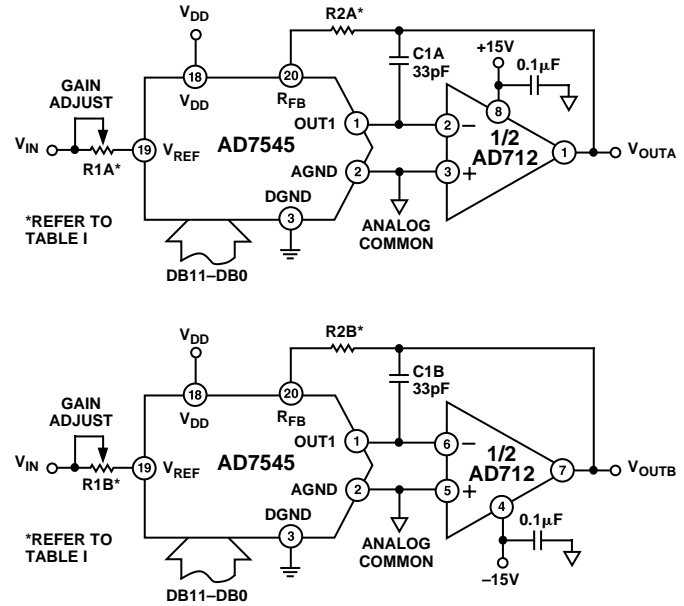 VDD
R2A*
C1A
33pF
+15V
0.1µF
GAIN
ADJUST
18
VDD
20
RFB
OUT1
1
2
–
8
1/2
AD712
1
VOUTA
VIN
R1A*
19
VREF
AD7545
AGND
2
3
+
DGND
3
ANALOG
COMMON
*REFER TO
TABLE I
DB11–DB0
VDD
R2B*
C1B
33pF
GAIN
ADJUST
18
VDD
20
RFB
OUT1
1
6
–
1/2
AD712
7
VOUTB
VIN
R1B*
19
VREF
AD7545
AGND
2
5
+
4
0.1µF
DGND
3
ANALOG
COMMON
–15V
*REFER TO
TABLE I
DB11–DB0